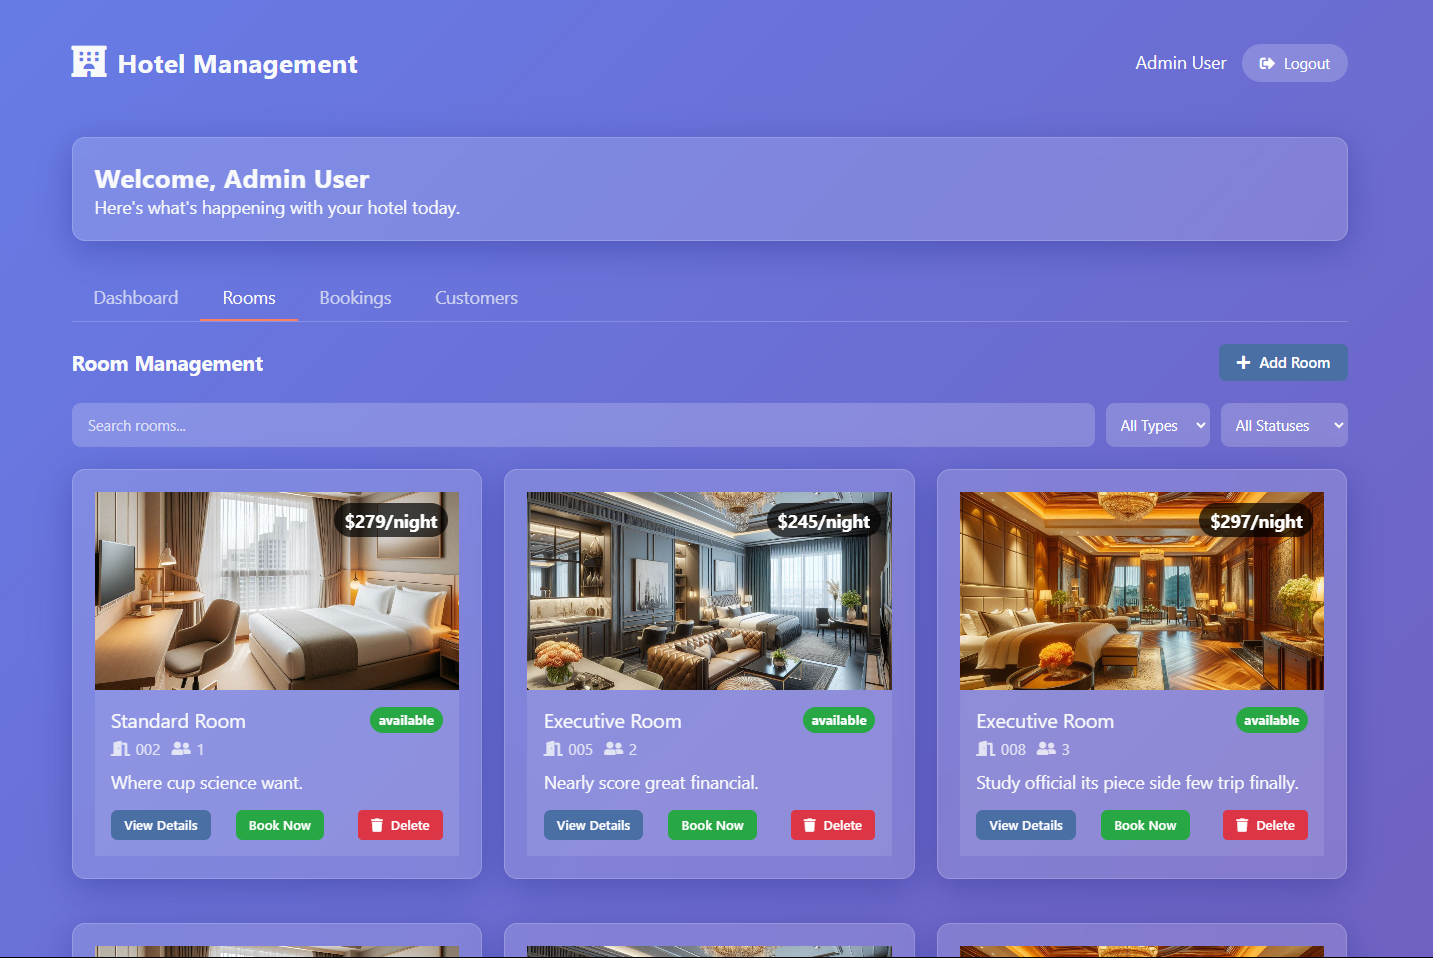 Hotel Management
Admin User
Logout
Welcome, Admin User
Here's what's happening with your hotel today.
Dashboard
Rooms
Bookings
Customers
Room Management
Add Room
Search rooms...
All Types
All Statuses
$279/night
Standard Room
available
002
1
Where cup science want.
View Details
Book Now
Delete
$245/night
Executive Room
available
005
2
Nearly score great financial.
View Details
Book Now
Delete
$297/night
Executive Room
available
008
3
Study official its piece side few trip finally.
View Details
Book Now
Delete